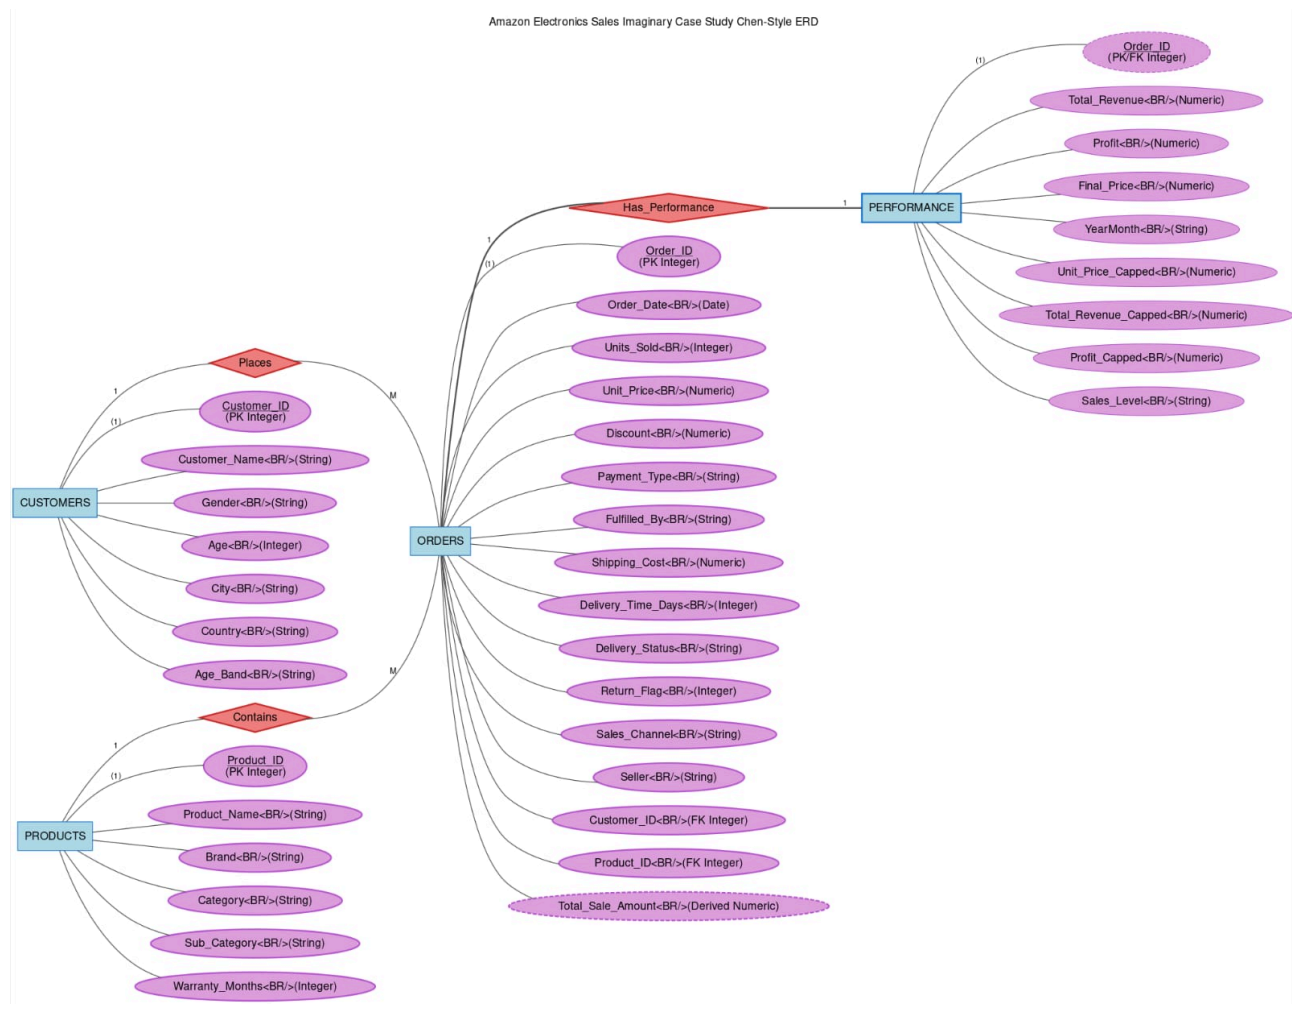 Amazon Electronics Sales Imaginary Case Study Chen-Style ERD
Order_ID
(PK/FK Integer)
(1)
Total_Revenue<BR/>(Numeric)
Profit<BR/>(Numeric)
Final_Price<BR/>(Numeric)
Has_Performance
1
PERFORMANCE
YearMonth<BR/>(String)
1
Order_ID
(PK Integer)
(1)
Unit_Price_Capped<BR/>(Numeric)
Order_Date<BR/>(Date)
Total_Revenue_Capped<BR/>(Numeric)
Units_Sold<BR/>(Integer)
Profit_Capped<BR/>(Numeric)
Places
Unit_Price<BR/>(Numeric)
1
M
Sales_Level<BR/>(String)
Customer_ID
(PK Integer)
(1)
Discount<BR/>(Numeric)
Customer_Name<BR/>(String)
Payment_Type<BR/>(String)
CUSTOMERS
Gender<BR/>(String)
Fulfilled_By<BR/>(String)
ORDERS
Age<BR/>(Integer)
Shipping_Cost<BR/>(Numeric)
City<BR/>(String)
Delivery_Time_Days<BR/>(Integer)
Country<BR/>(String)
Delivery_Status<BR/>(String)
Age_Band<BR/>(String)
M
Return_Flag<BR/>(Integer)
Contains
Sales_Channel<BR/>(String)
1
Product_ID
(PK Integer)
(1)
Seller<BR/>(String)
Product_Name<BR/>(String)
Customer_ID<BR/>(FK Integer)
PRODUCTS
Brand<BR/>(String)
Product_ID<BR/>(FK Integer)
Category<BR/>(String)
Total_Sale_Amount<BR/>(Derived Numeric)
Sub_Category<BR/>(String)
Warranty_Months<BR/>(Integer)